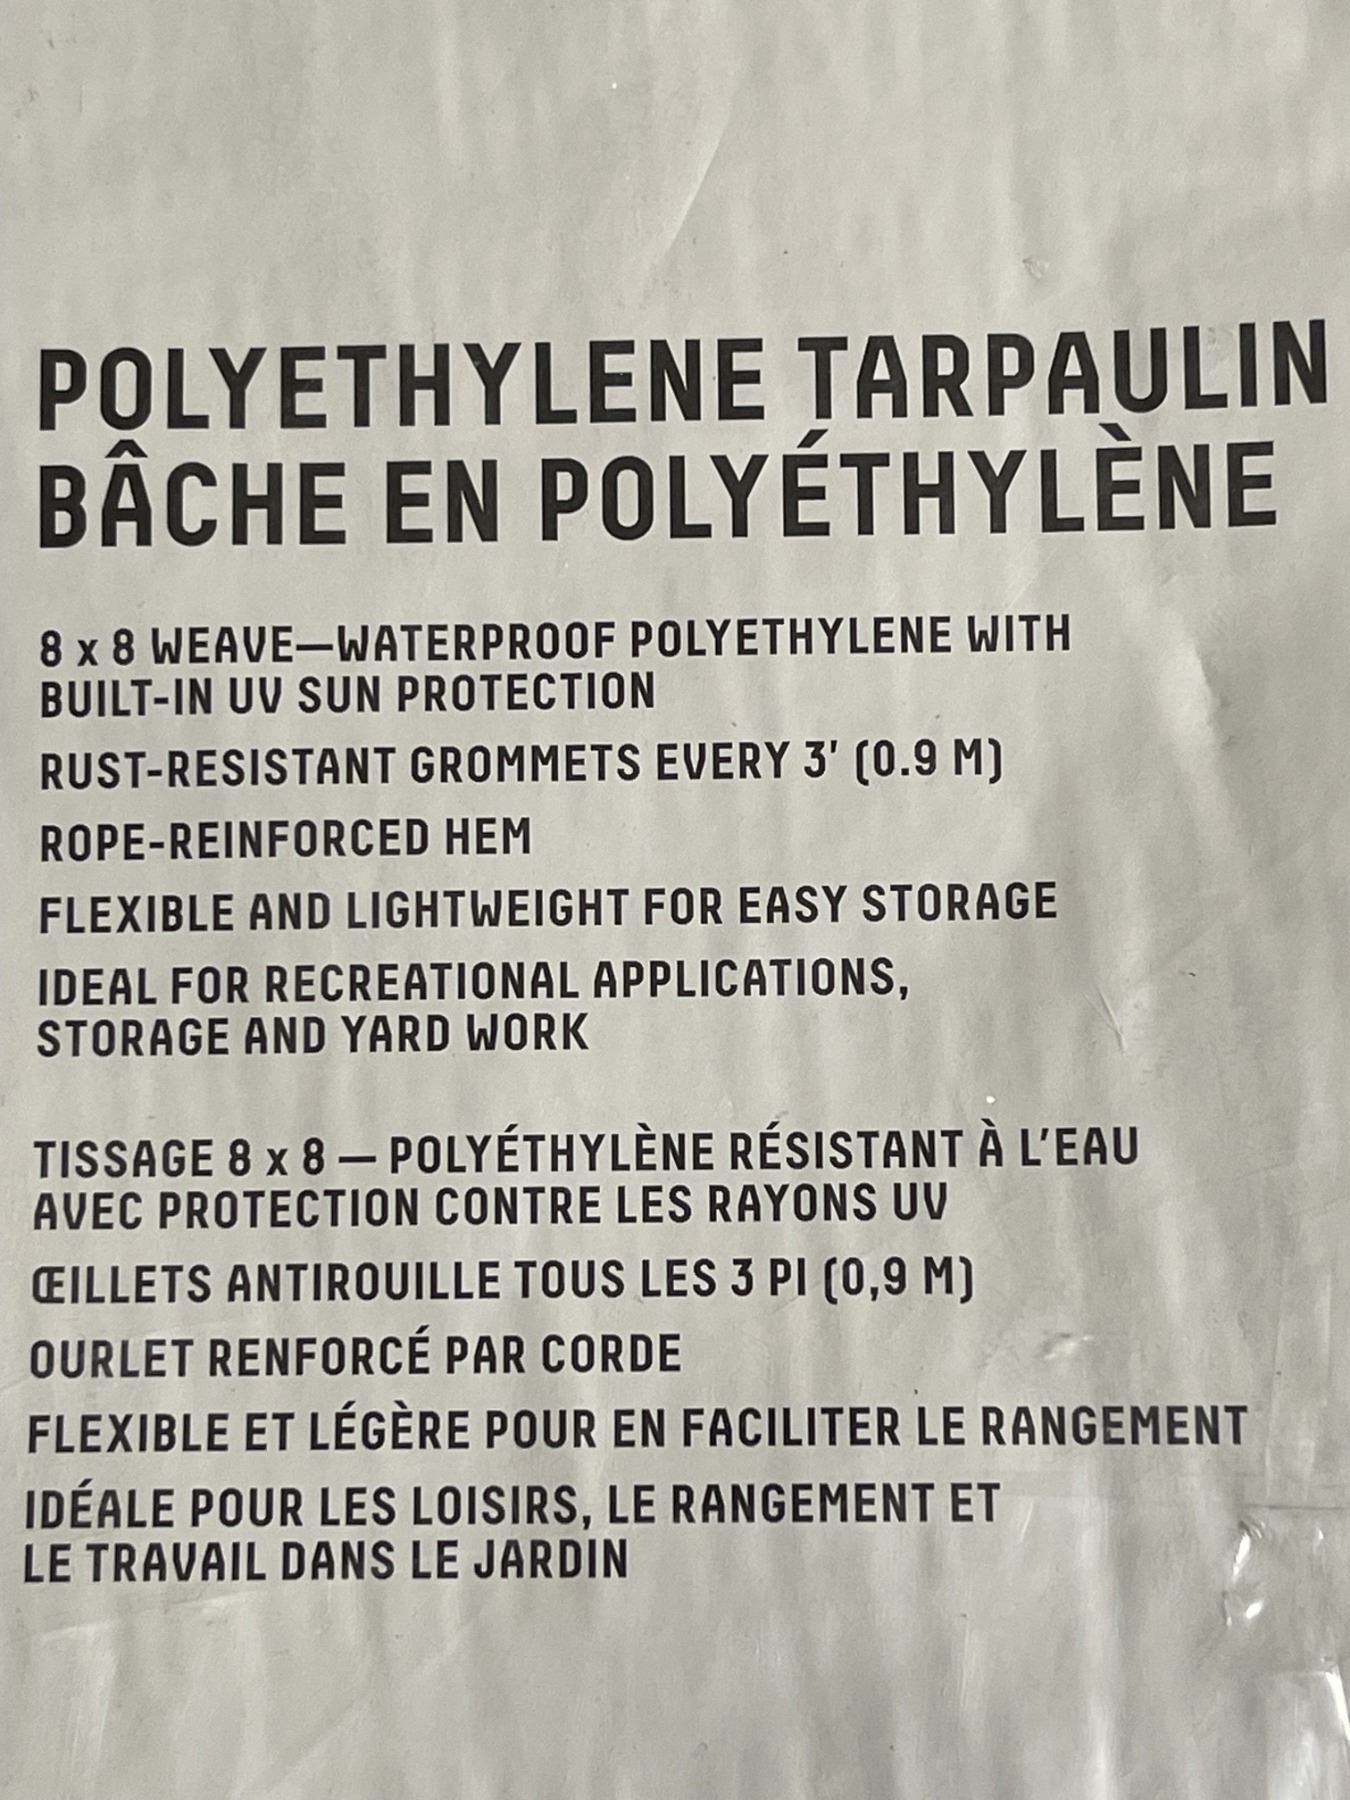 POLYETHYLENE TARPAULIN
BÂCHE EN POLYÉTHYLÈNE
8 x 8 WEAVE—WATERPROOF POLYETHYLENE WITH
BUILT-IN UV SUN PROTECTION
RUST-RESISTANT GROMMETS EVERY 3' (0.9 M)
ROPE-REINFORCED HEM
FLEXIBLE AND LIGHTWEIGHT FOR EASY STORAGE
IDEAL FOR RECREATIONAL APPLICATIONS,
STORAGE AND YARD WORK
TISSAGE 8 x 8 — POLYÉTHYLÈNE RÉSISTANT À L'EAU
AVEC PROTECTION CONTRE LES RAYONS UV
ŒILLETS ANTIROUILLE TOUS LES 3 PI (0,9 M)
OURLET RENFORCÉ PAR CORDE
FLEXIBLE ET LÉGÈRE POUR EN FACILITER LE RANGEMENT
IDÉALE POUR LES LOISIRS, LE RANGEMENT ET
LE TRAVAIL DANS LE JARDIN